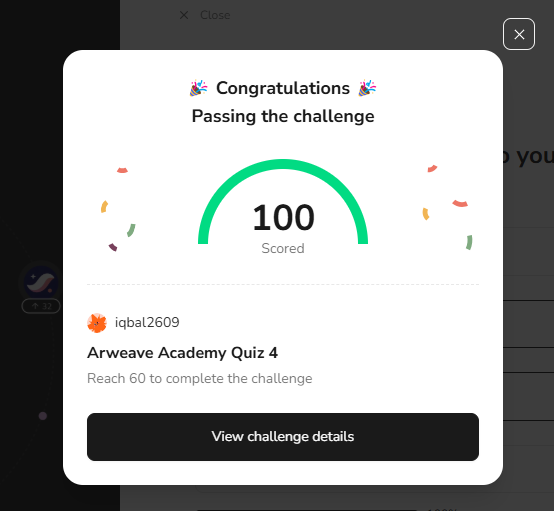 Close
Congratulations
Passing the challenge
o you
100
Scored
32
iqbal2609
Arweave Academy Quiz 4
Reach 60 to complete the challenge
View challenge details